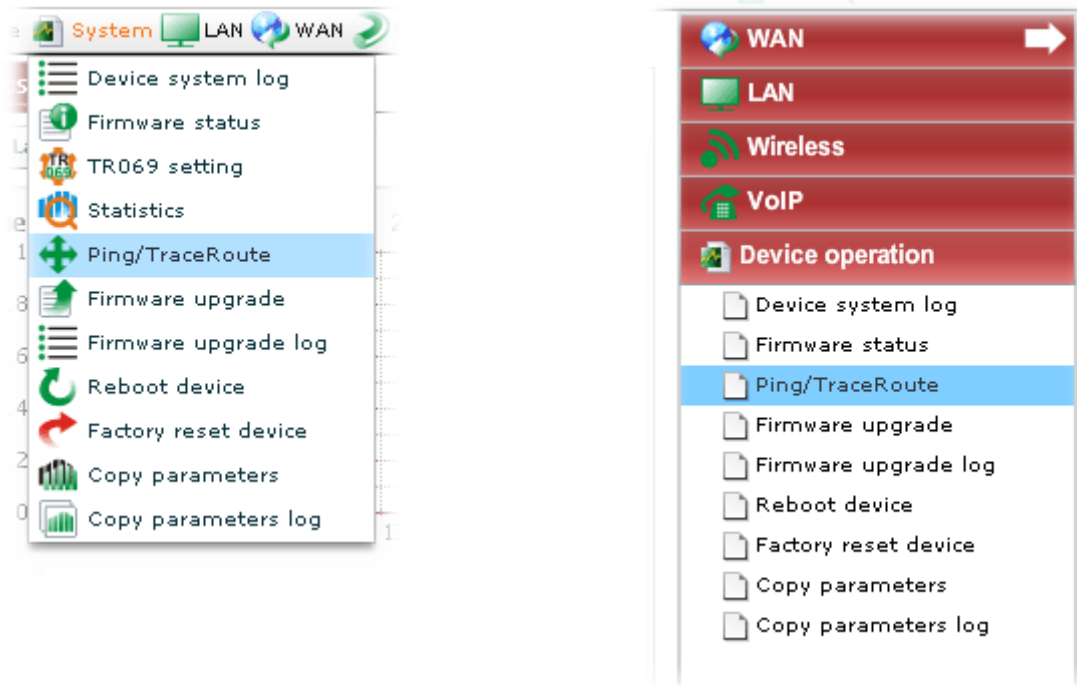 System LAN WAN
Device system log
Firmware status
TR069 setting
Statistics
Ping/TraceRoute
Firmware upgrade
Firmware upgrade log
Reboot device
Factory reset device
Copy parameters
Copy parameters log
WAN
LAN
Wireless
VoIP
Device operation
Device system log
Firmware status
Ping/TraceRoute
Firmware upgrade
Firmware upgrade log
Reboot device
Factory reset device
Copy parameters
Copy parameters log